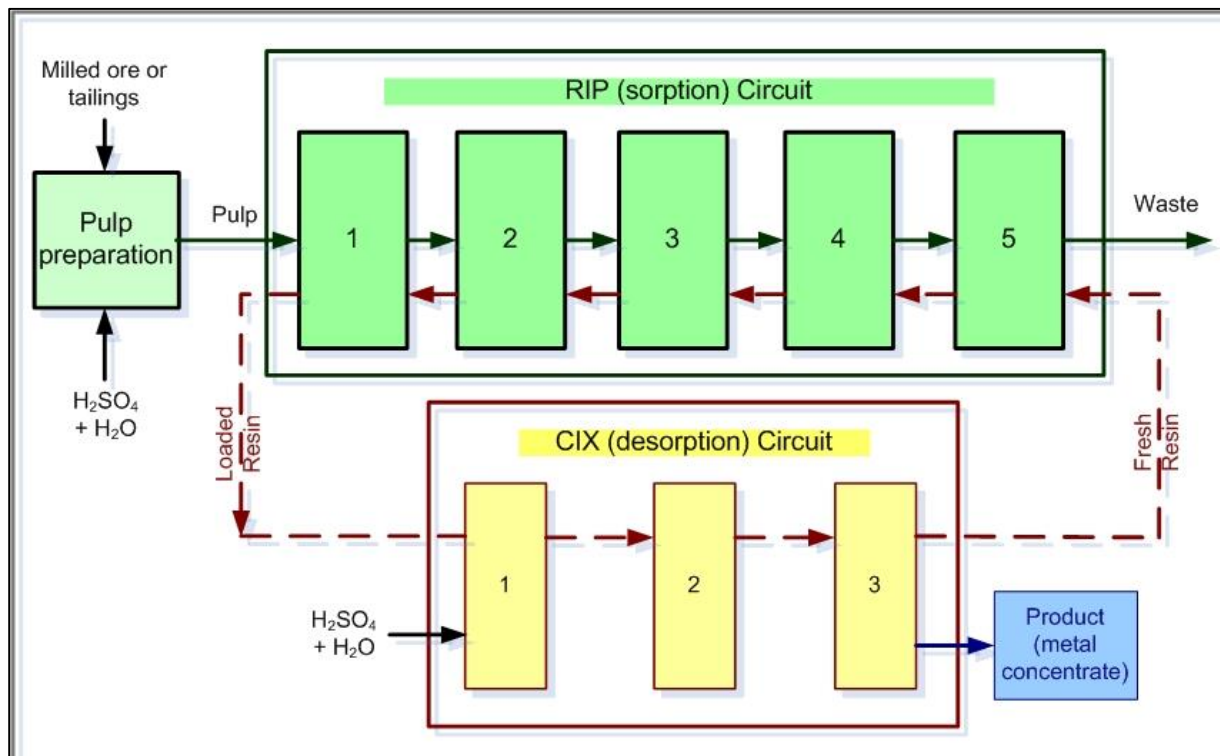 Milled ore or
tailings
RIP (sorption) Circuit
Pulp
preparation
Pulp
1
2
3
4
5
Waste
H₂SO₄
+ H₂O
Loaded
Resin
Fresh
Resin
CIX (desorption) Circuit
1
2
3
H₂SO₄
+ H₂O
Product
(metal
concentrate)